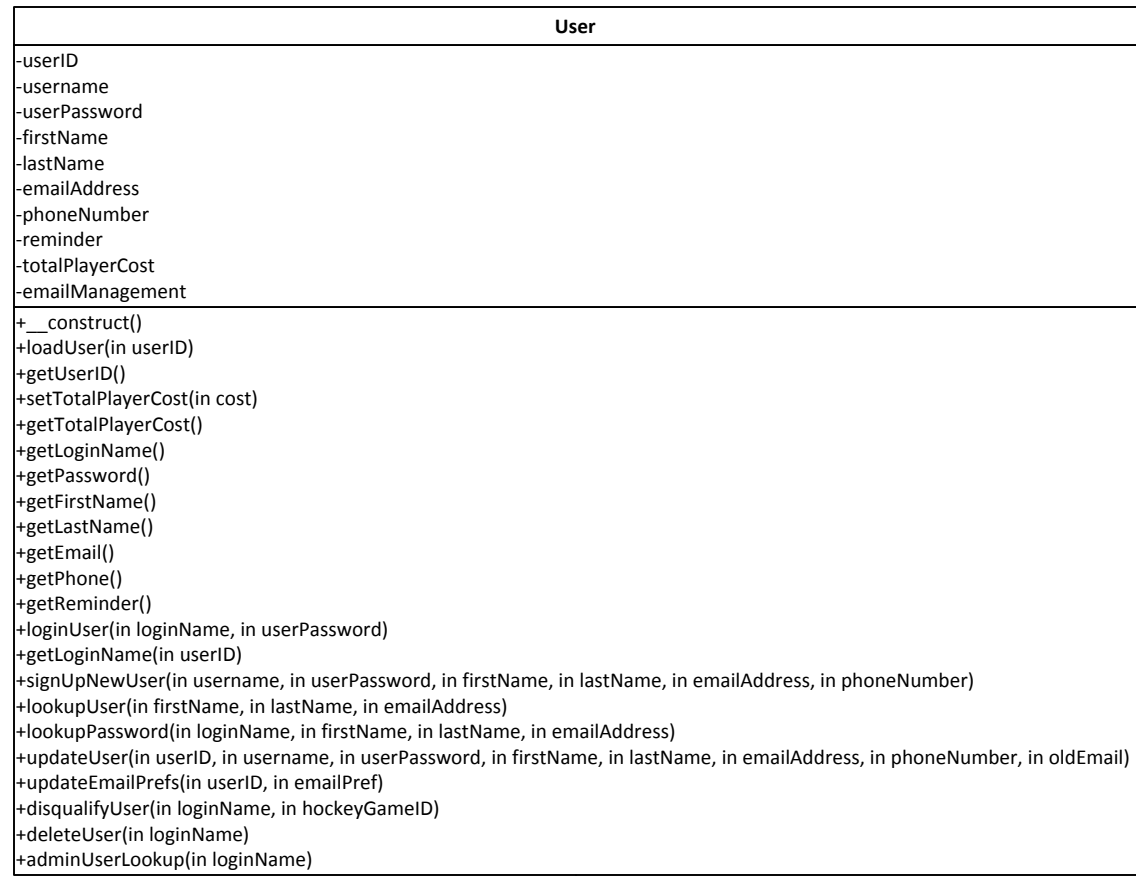 User
-userID
-username
-userPassword
-firstName
-lastName
-emailAddress
-phoneNumber
-reminder
-totalPlayerCost
-emailManagement
+__construct()
+loadUser(in userID)
+getUserID()
+setTotalPlayerCost(in cost)
+getTotalPlayerCost()
+getLoginName()
+getPassword()
+getFirstName()
+getLastName()
+getEmail()
+getPhone()
+getReminder()
+loginUser(in loginName, in userPassword)
+getLoginName(in userID)
+signUpNewUser(in username, in userPassword, in firstName, in lastName, in emailAddress, in phoneNumber)
+lookupUser(in firstName, in lastName, in emailAddress)
+lookupPassword(in loginName, in firstName, in lastName, in emailAddress)
+updateUser(in userID, in username, in userPassword, in firstName, in lastName, in emailAddress, in phoneNumber, in oldEmail)
+updateEmailPrefs(in userID, in emailPref)
+disqualifyUser(in loginName, in hockeyGameID)
+deleteUser(in loginName)
+adminUserLookup(in loginName)